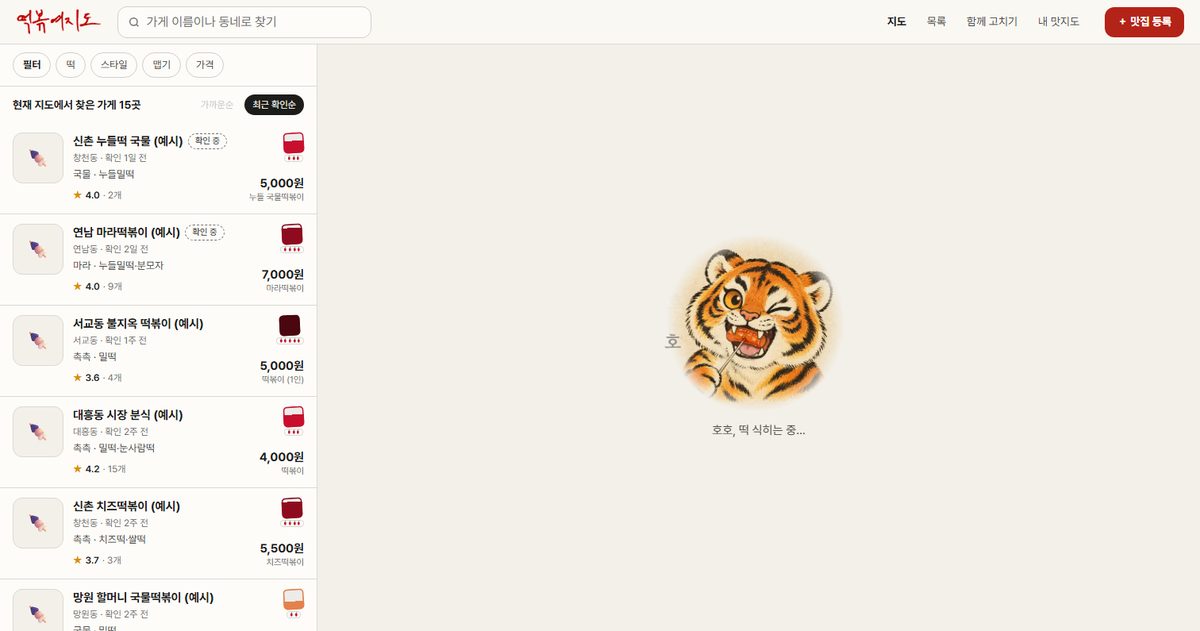 떡볶여지도
가게 이름이나 동네로 찾기
지도
목록
함께 고치기
내 맛지도
+ 맛집 등록
필터
떡
스타일
맵기
가격
현재 지도에서 찾은 가게 15곳
가까운순
최근 확인순
신촌 누들떡 국물 (예시)
확인 중
창천동 · 확인 1일 전
국물 · 누들밀떡
★ 4.0 · 2개
5,000원
누들 국물떡볶이
연남 마라떡볶이 (예시)
확인 중
연남동 · 확인 2일 전
마라 · 누들밀떡·분모자
★ 4.0 · 9개
7,000원
마라떡볶이
서교동 불지옥 떡볶이 (예시)
서교동 · 확인 1주 전
촉촉 · 밀떡
★ 3.6 · 4개
5,000원
떡볶이 (1인)
대흥동 시장 분식 (예시)
대흥동 · 확인 2주 전
촉촉 · 밀떡·눈사람떡
★ 4.2 · 15개
4,000원
떡볶이
신촌 치즈떡볶이 (예시)
창천동 · 확인 2주 전
촉촉 · 치즈떡·쌀떡
★ 3.7 · 3개
5,500원
치즈떡볶이
망원 할머니 국물떡볶이 (예시)
망원동 · 확인 2주 전
국물 · 밀떡
호
호호, 떡 식히는 중...